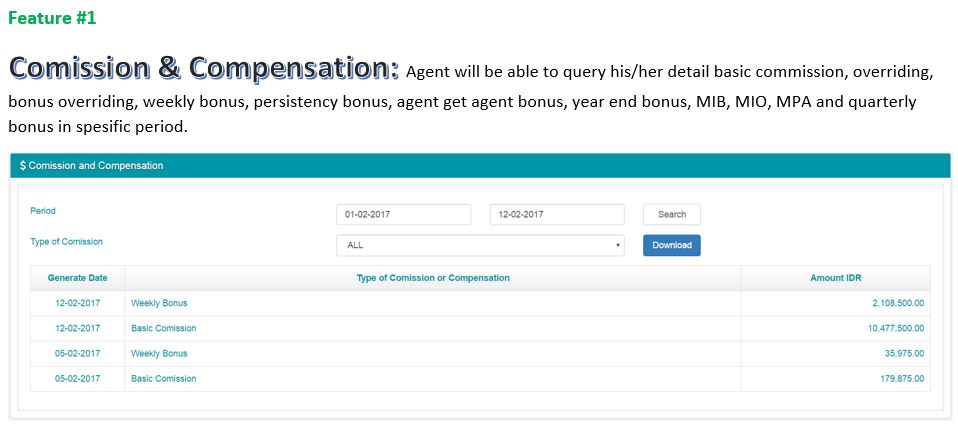 Feature #1
Comission & Compensation: Agent will be able to query his/her detail basic commission, overriding,
bonus overriding, weekly bonus, persistency bonus, agent get agent bonus, year end bonus, MIB, MIO, MPA and quarterly
bonus in spesific period.
$ Comission and Compensation
Period 01-02-2017 12-02-2017 Search
Type of Comission ALL Download
Generate Date Type of Comission or Compensation Amount IDR
12-02-2017 Weekly Bonus 2,108,500.00
12-02-2017 Basic Comission 10,477,500.00
05-02-2017 Weekly Bonus 35,975.00
05-02-2017 Basic Comission 179,875.00